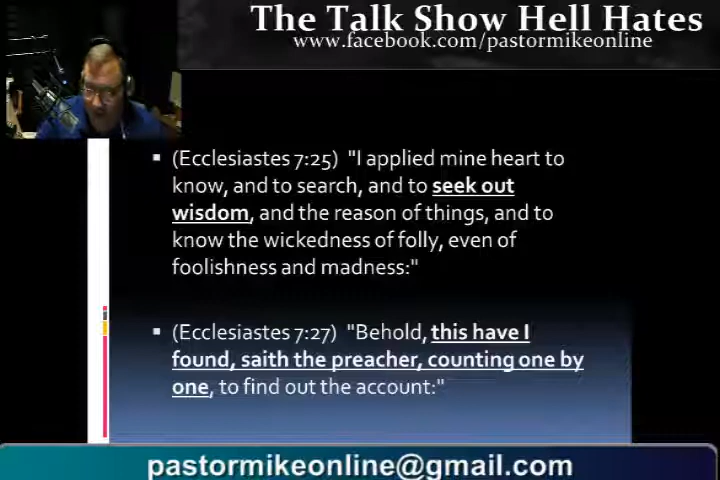 The Talk Show Hell Hates
www.facebook.com/pastormikeonline
▪ (Ecclesiastes 7:25) "I applied mine heart to
know, and to search, and to seek out
wisdom, and the reason of things, and to
know the wickedness of folly, even of
foolishness and madness:"
▪ (Ecclesiastes 7:27) "Behold, this have I
found, saith the preacher, counting one by
one, to find out the account:"
pastormikeonline@gmail.com